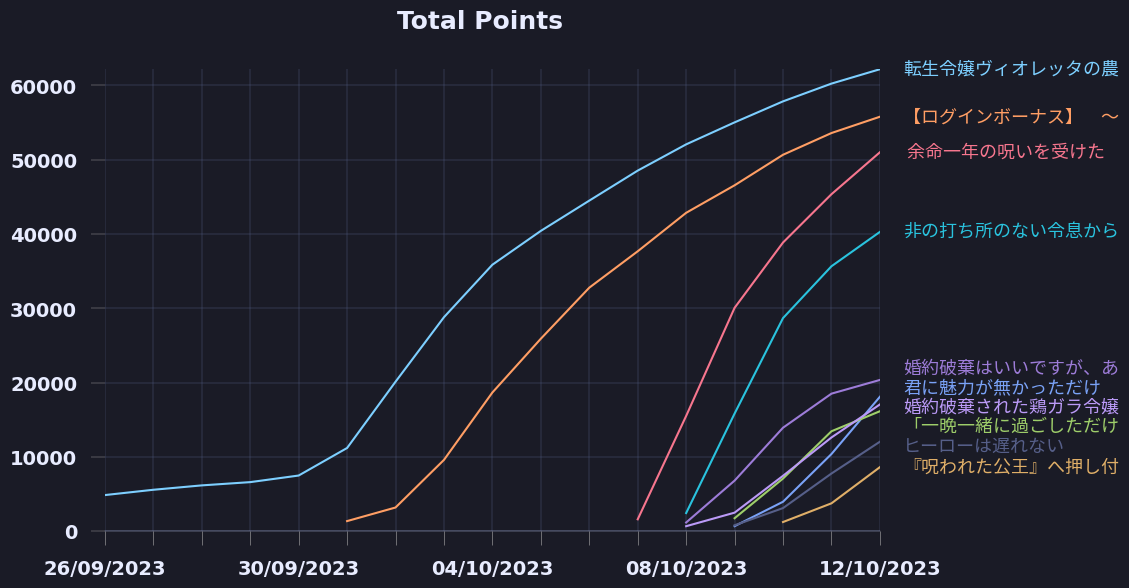 Total Points
60000
50000
40000
30000
20000
10000
0
26/09/2023
30/09/2023
04/10/2023
08/10/2023
12/10/2023
転生令嬢ヴィオレッタの農
【ログインボーナス】　～
余命一年の呪いを受けた
非の打ち所のない令息から
婚約破棄はいいですが、あ
君に魅力が無かっただけ
婚約破棄された鶏ガラ令嬢
「一晩一緒に過ごしただけ
ヒーローは遅れない
『呪われた公王』へ押し付